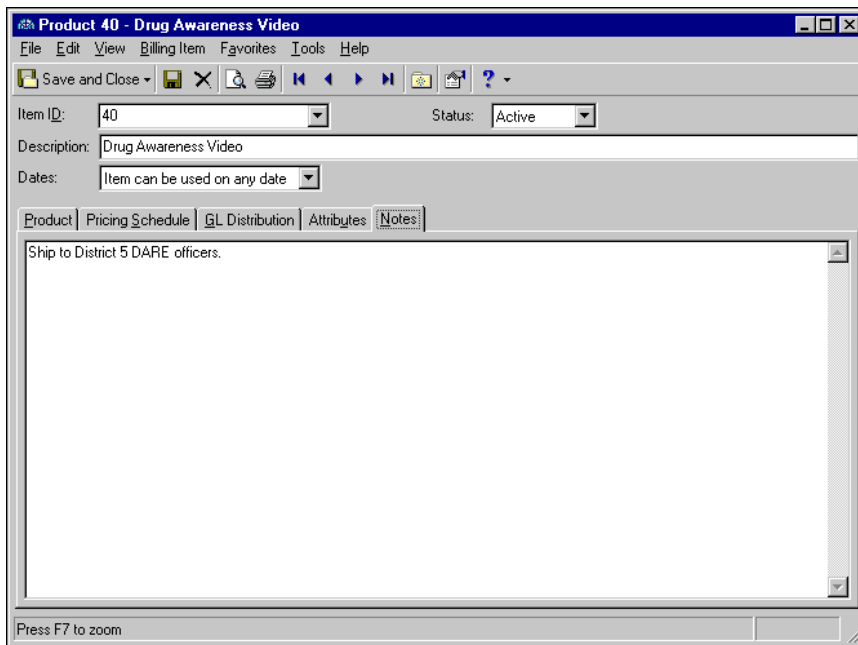 Product 40 - Drug Awareness Video
File Edit View Billing Item Favorites Tools Help
Save and Close ?
Item ID: 40 Status: Active
Description: Drug Awareness Video
Dates: Item can be used on any date
Product Pricing Schedule GL Distribution Attributes Notes
Ship to District 5 DARE officers.
Press F7 to zoom